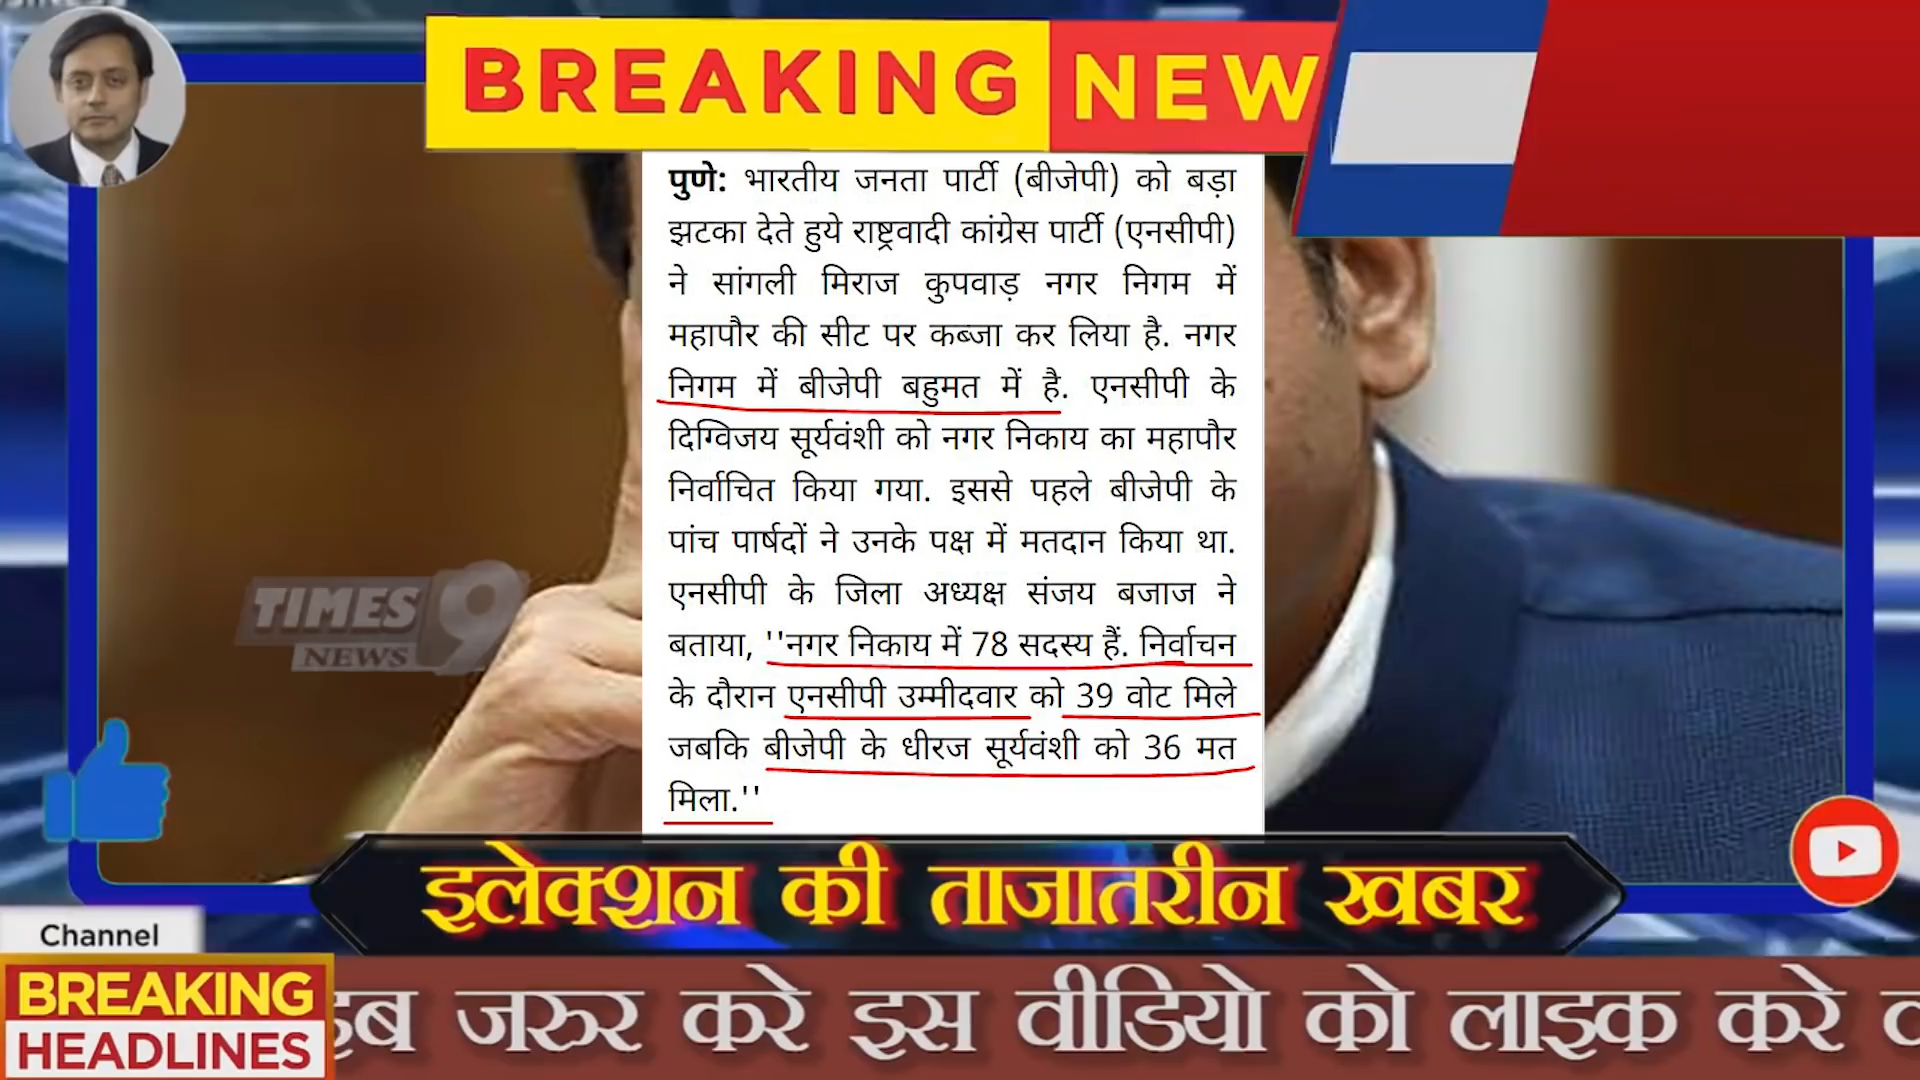 BREAKING NEW
पुणे: भारतीय जनता पार्टी (बीजेपी) को बड़ा
झटका देते हुये राष्ट्रवादी कांग्रेस पार्टी (एनसीपी)
ने सांगली मिराज कुपवाड़ नगर निगम में
महापौर की सीट पर कब्जा कर लिया है. नगर
निगम में बीजेपी बहुमत में है. एनसीपी के
दिग्विजय सूर्यवंशी को नगर निकाय का महापौर
निर्वाचित किया गया. इससे पहले बीजेपी के
पांच पार्षदों ने उनके पक्ष में मतदान किया था.
एनसीपी के जिला अध्यक्ष संजय बजाज ने
बताया, ''नगर निकाय में 78 सदस्य हैं. निर्वाचन
के दौरान एनसीपी उम्मीदवार को 39 वोट मिले
जबकि बीजेपी के धीरज सूर्यवंशी को 36 मत
मिला.''
TIMES 9
NEWS
इलेक्शन की ताजातरीन खबर
Channel
BREAKING
HEADLINES
जरुर करे इस वीडियो को लाइक करे